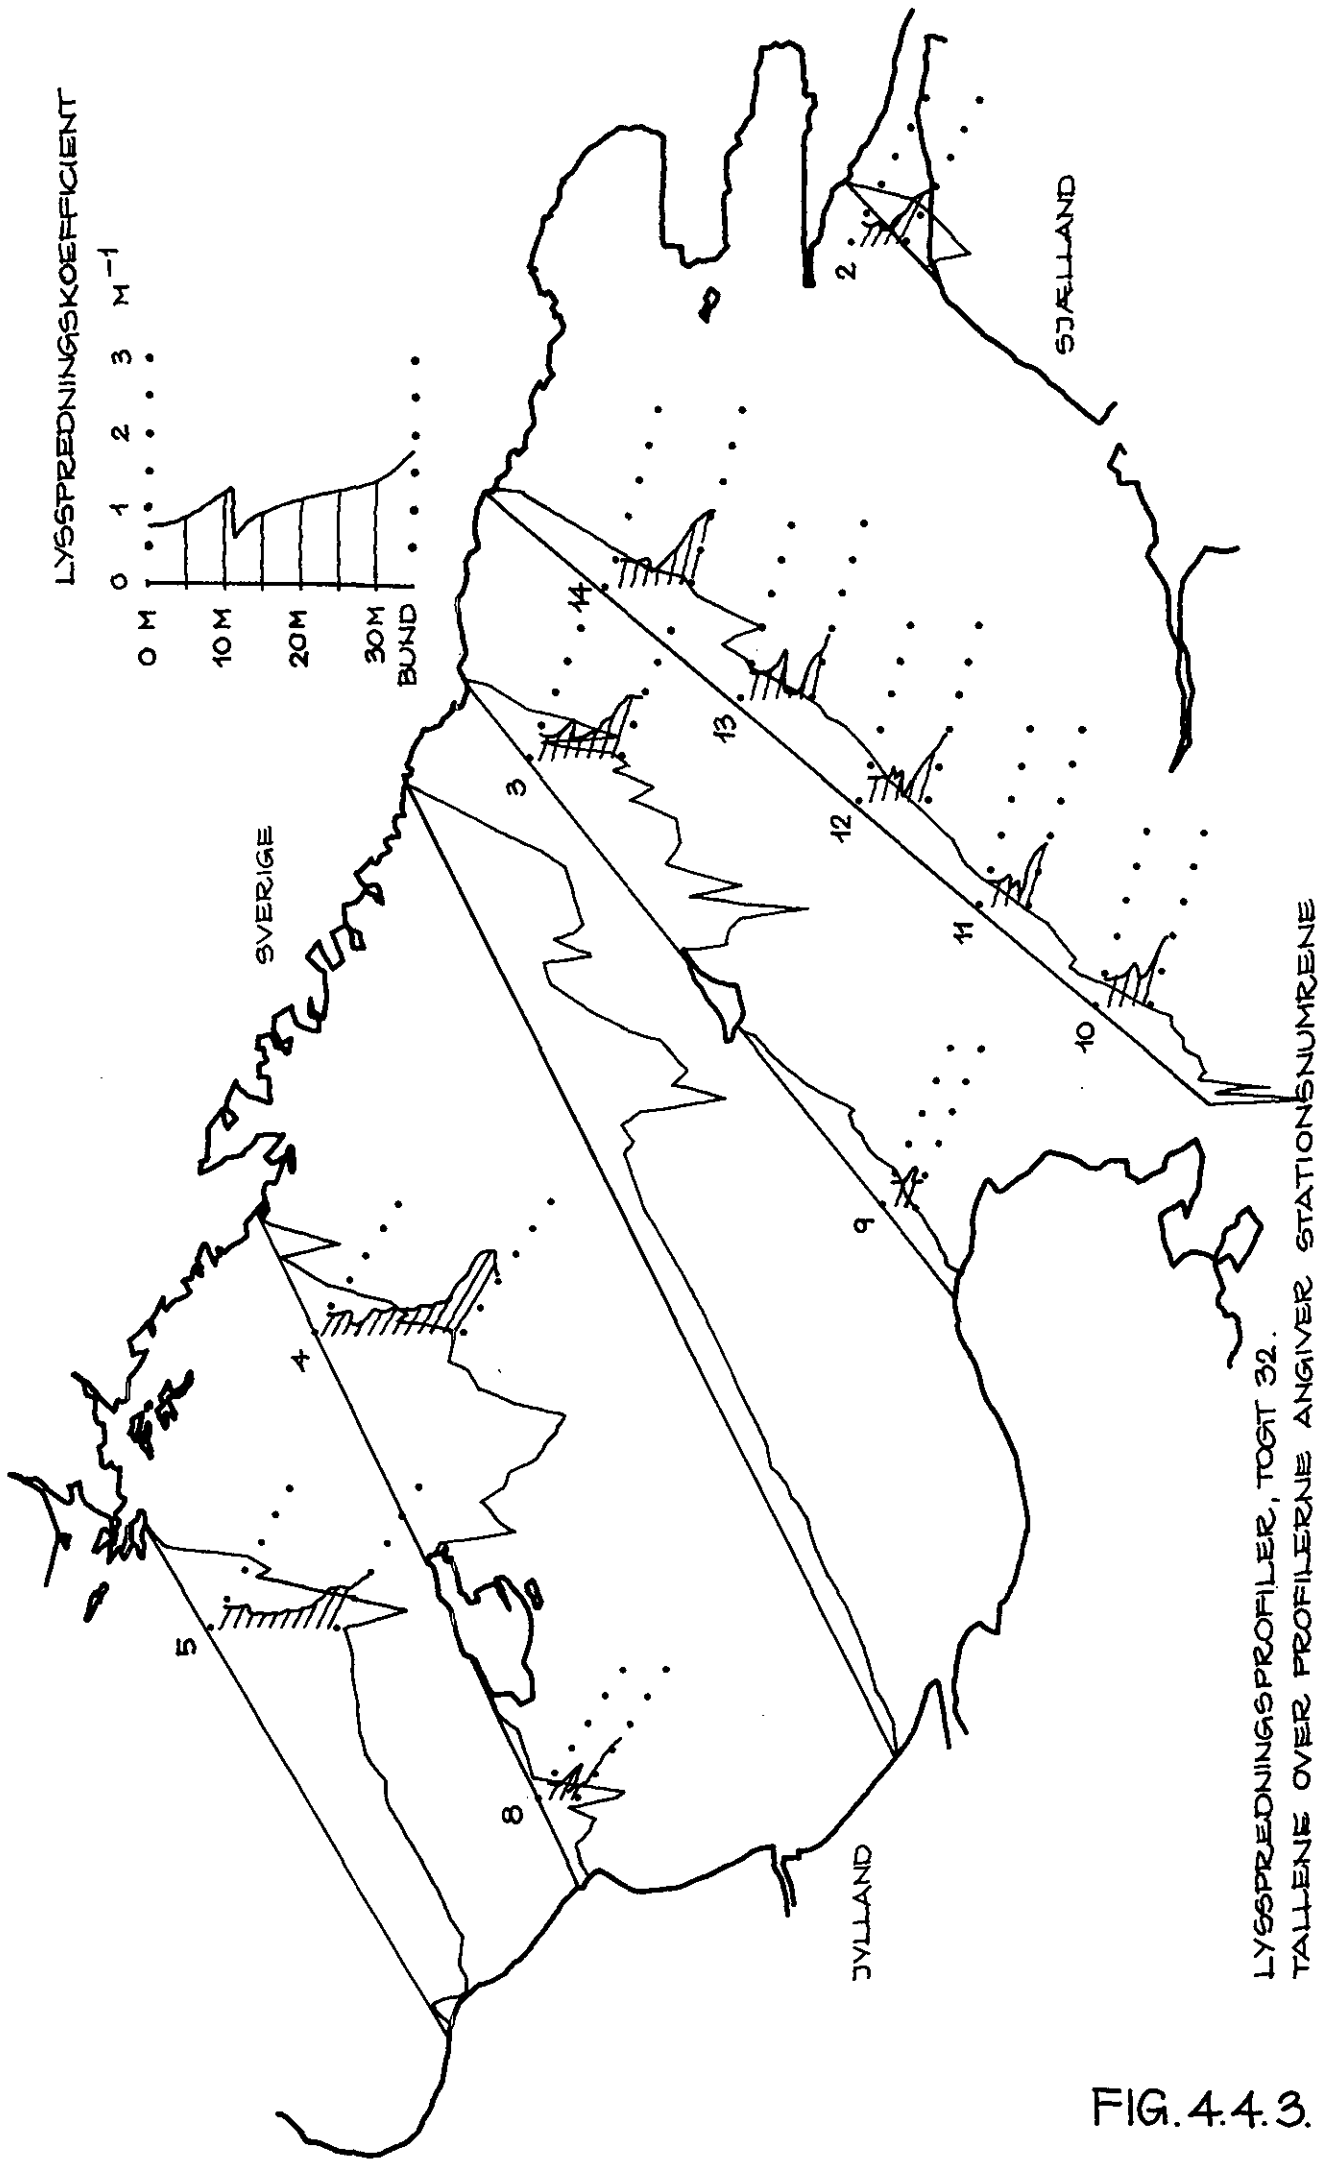 LYSSPREDNINGSKOEFFICIENT
0 1 2 3 M⁻¹
0 M
10 M
20 M
30 M
BUND
SVERIGE
5
4
3
14
13
12
11
10
9
8
2
SJÆLLAND
JYLLAND
LYSSPREDNINGSPROFILER, TOGT 32.
TALLENE OVER PROFILERNE ANGIVER STATIONSNUMRENE
FIG. 4.4.3.